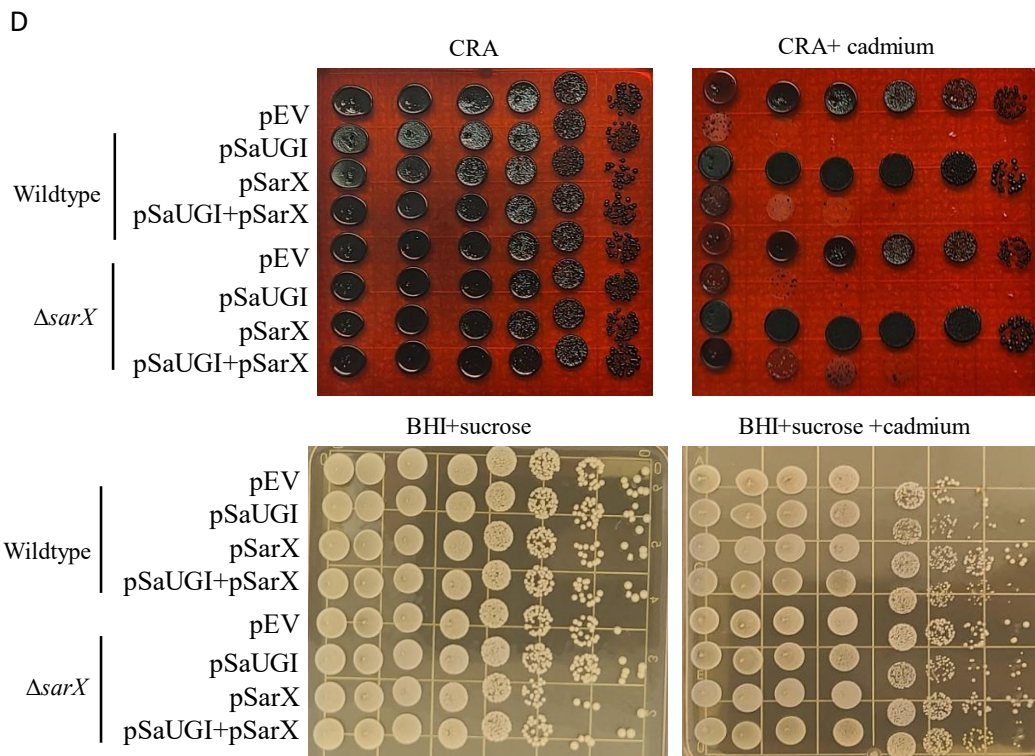 D
CRA
CRA+ cadmium
pEV
pSaUGI
pSarX
pSaUGI+pSarX
pEV
pSaUGI
pSarX
pSaUGI+pSarX
Wildtype
ΔsarX
BHI+sucrose
BHI+sucrose +cadmium
pEV
pSaUGI
pSarX
pSaUGI+pSarX
pEV
pSaUGI
pSarX
pSaUGI+pSarX
Wildtype
ΔsarX